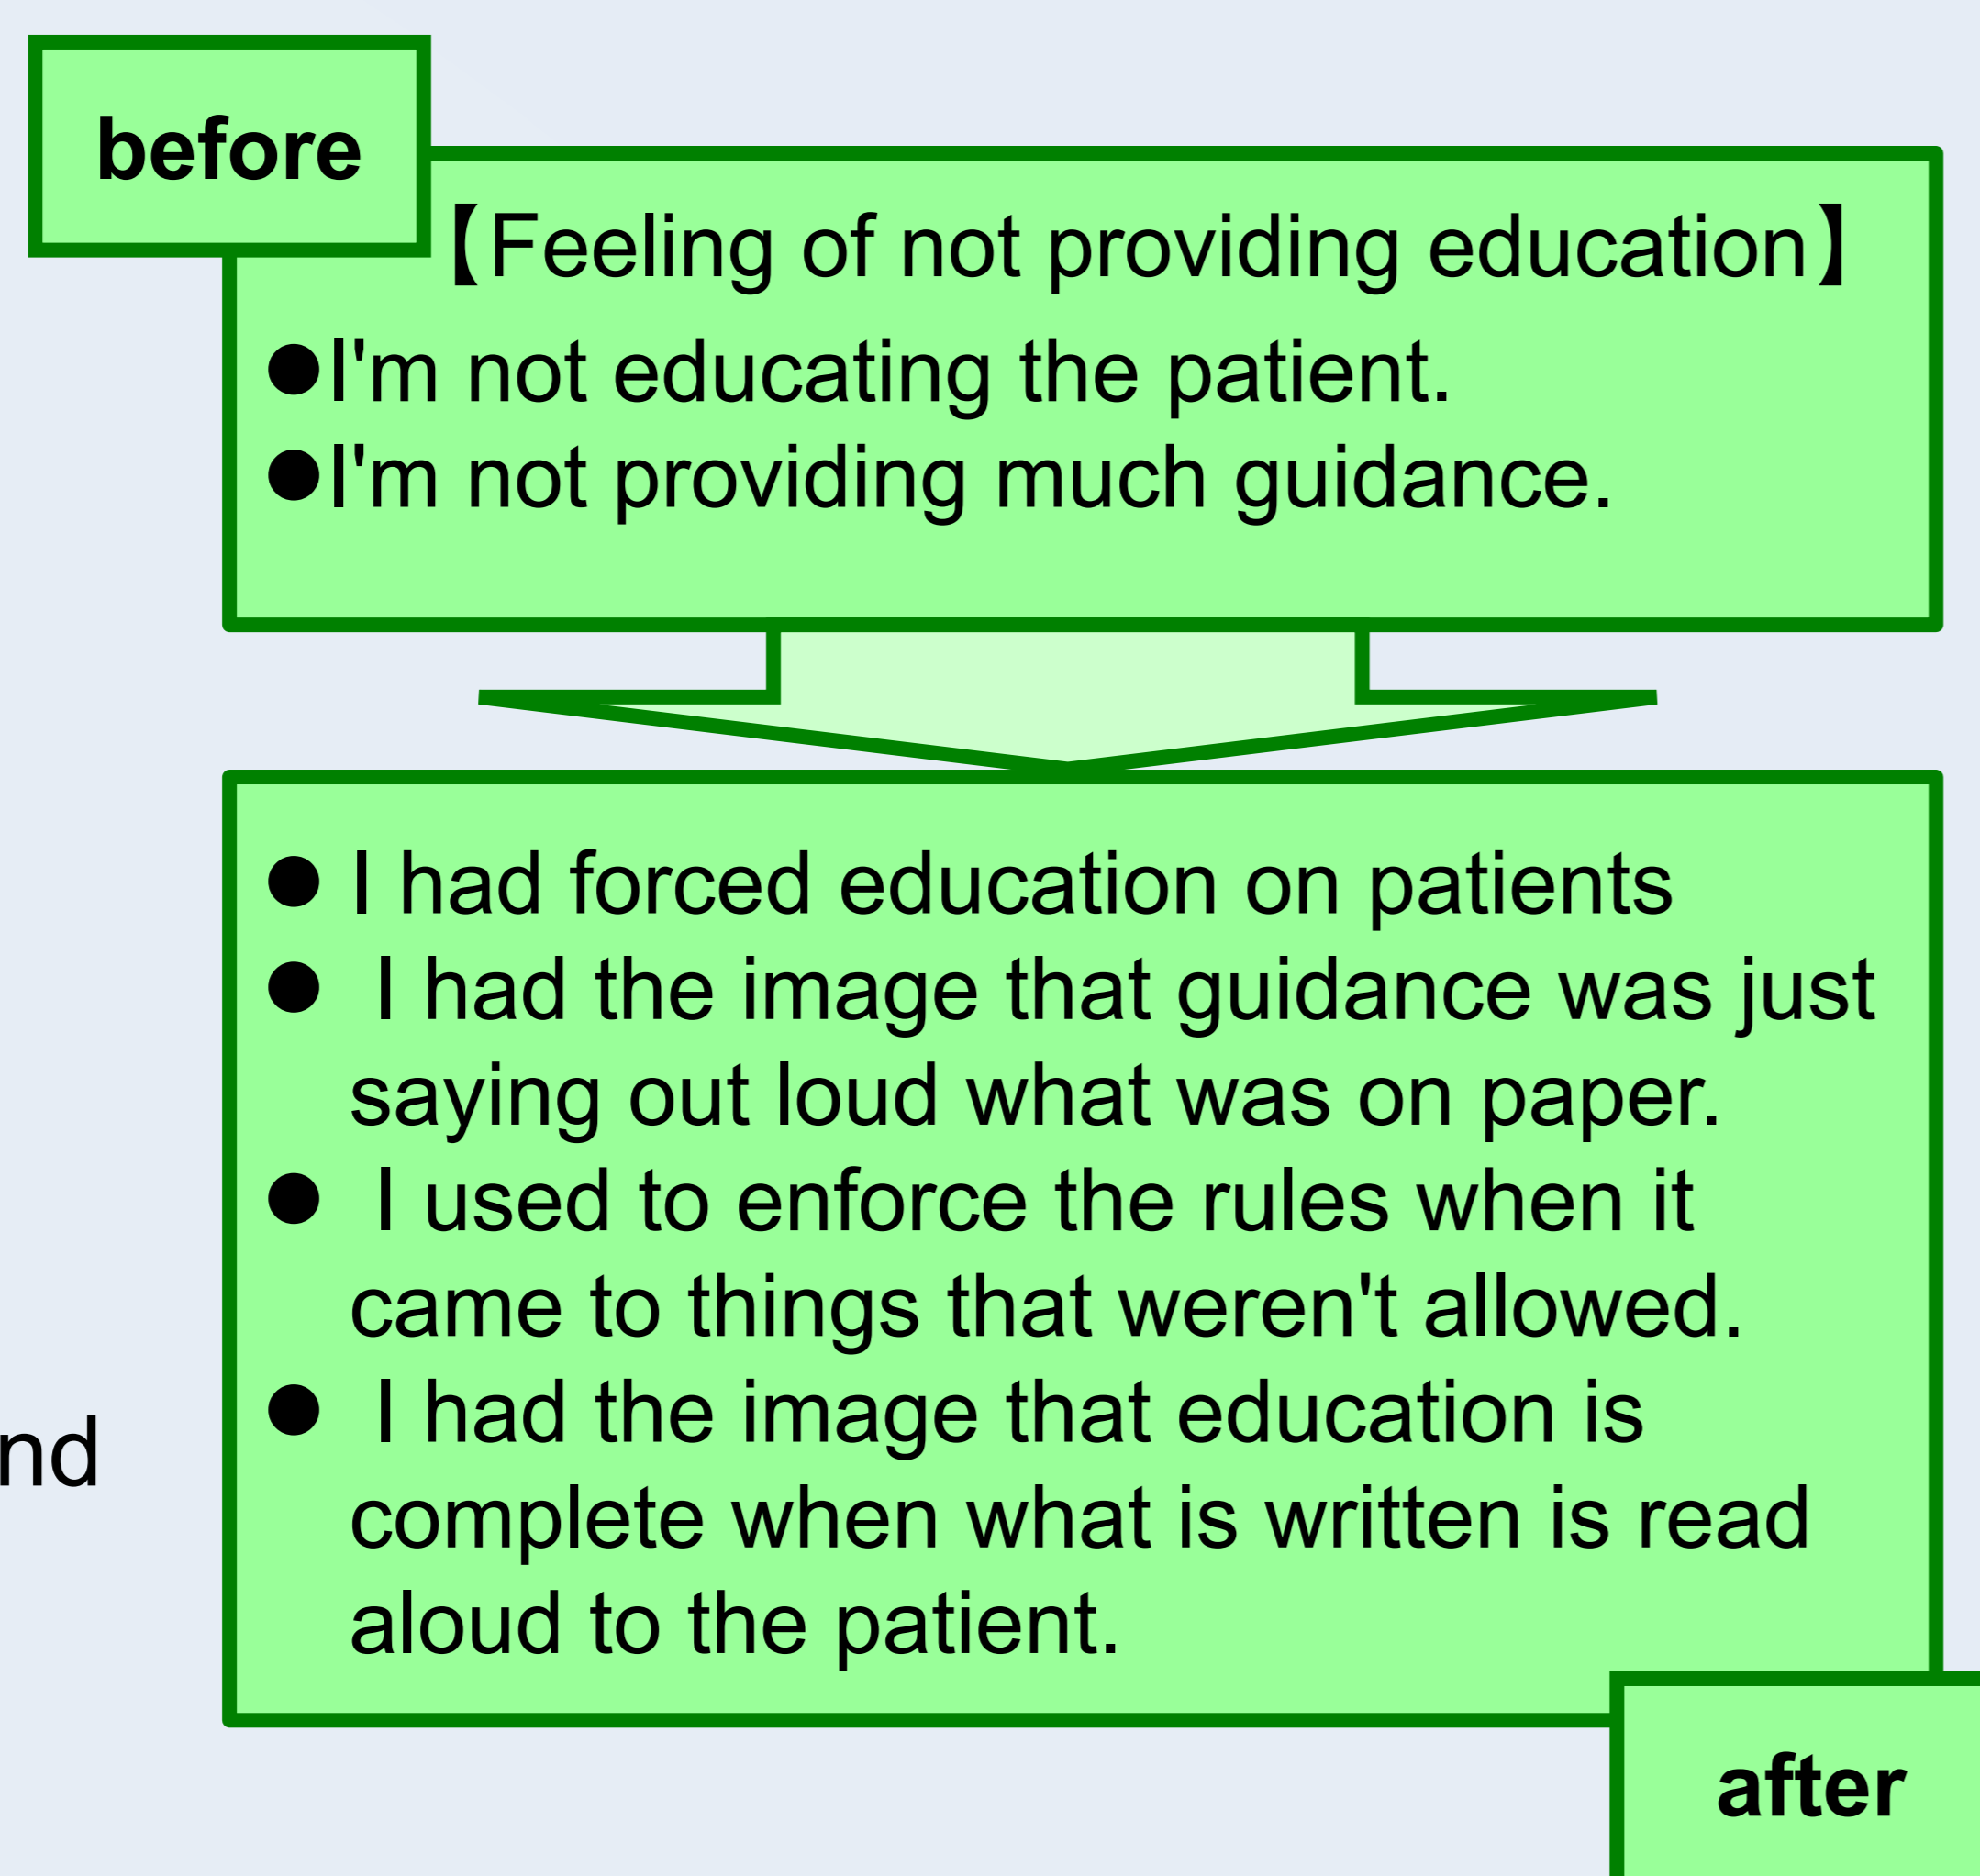 before
【Feeling of not providing education】
●I'm not educating the patient.
●I'm not providing much guidance.
● I had forced education on patients
● I had the image that guidance was just
saying out loud what was on paper.
● I used to enforce the rules when it
came to things that weren't allowed.
● I had the image that education is
complete when what is written is read
aloud to the patient.
after